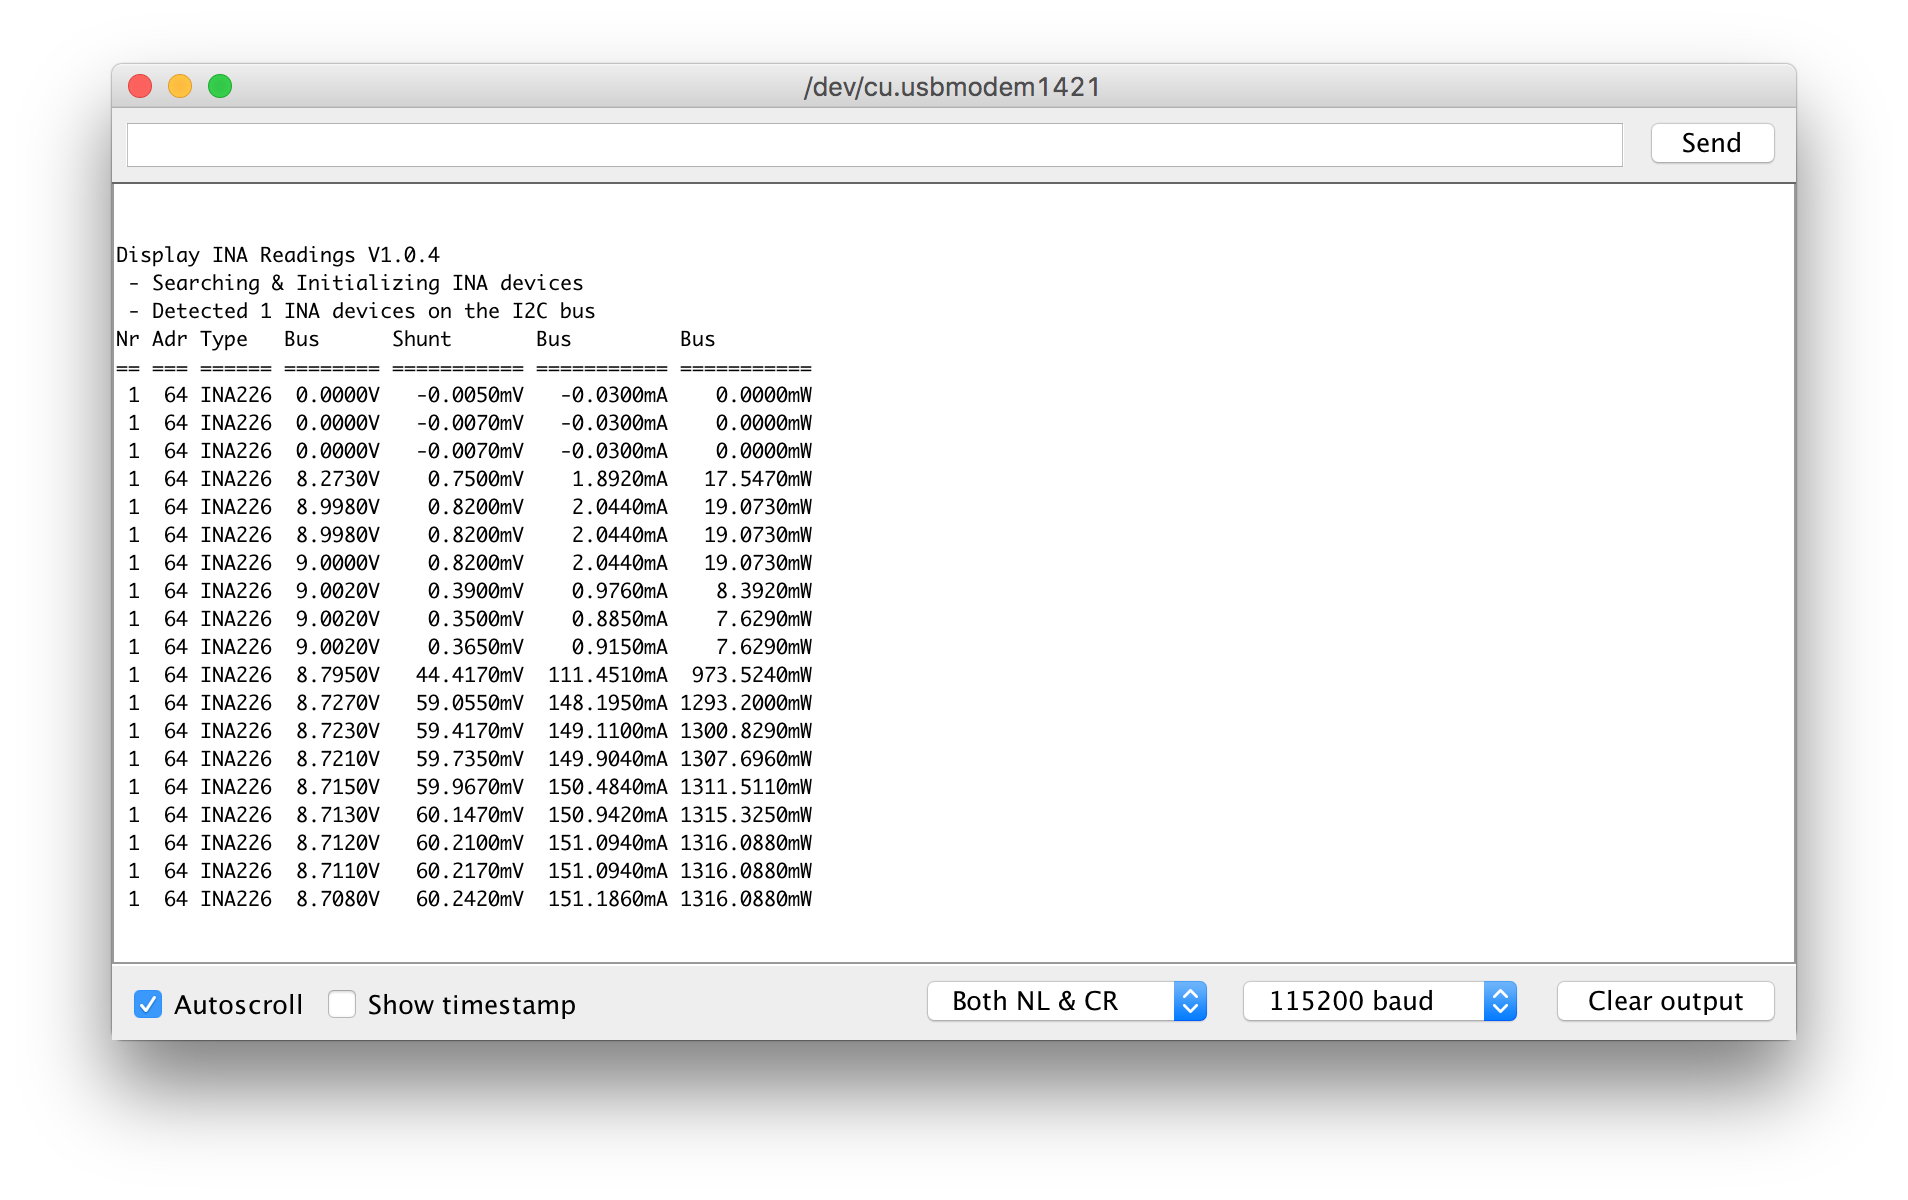 /dev/cu.usbmodem1421
Send
Display INA Readings V1.0.4
 - Searching & Initializing INA devices
 - Detected 1 INA devices on the I2C bus
Nr Adr Type   Bus      Shunt       Bus         Bus
== === ====== ======== =========== =========== ===========
 1  64 INA226  0.0000V   -0.0050mV   -0.0300mA    0.0000mW
 1  64 INA226  0.0000V   -0.0070mV   -0.0300mA    0.0000mW
 1  64 INA226  0.0000V   -0.0070mV   -0.0300mA    0.0000mW
 1  64 INA226  8.2730V    0.7500mV    1.8920mA   17.5470mW
 1  64 INA226  8.9980V    0.8200mV    2.0440mA   19.0730mW
 1  64 INA226  8.9980V    0.8200mV    2.0440mA   19.0730mW
 1  64 INA226  9.0000V    0.8200mV    2.0440mA   19.0730mW
 1  64 INA226  9.0020V    0.3900mV    0.9760mA    8.3920mW
 1  64 INA226  9.0020V    0.3500mV    0.8850mA    7.6290mW
 1  64 INA226  9.0020V    0.3650mV    0.9150mA    7.6290mW
 1  64 INA226  8.7950V   44.4170mV  111.4510mA  973.5240mW
 1  64 INA226  8.7270V   59.0550mV  148.1950mA 1293.2000mW
 1  64 INA226  8.7230V   59.4170mV  149.1100mA 1300.8290mW
 1  64 INA226  8.7210V   59.7350mV  149.9040mA 1307.6960mW
 1  64 INA226  8.7150V   59.9670mV  150.4840mA 1311.5110mW
 1  64 INA226  8.7130V   60.1470mV  150.9420mA 1315.3250mW
 1  64 INA226  8.7120V   60.2100mV  151.0940mA 1316.0880mW
 1  64 INA226  8.7110V   60.2170mV  151.0940mA 1316.0880mW
 1  64 INA226  8.7080V   60.2420mV  151.1860mA 1316.0880mW
Autoscroll Show timestamp Both NL & CR 115200 baud Clear output